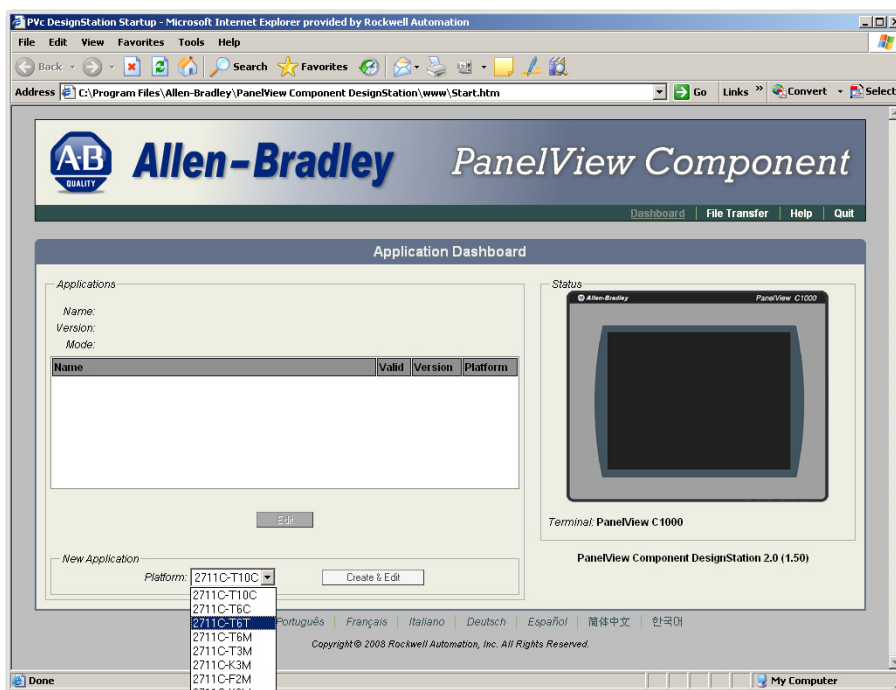 PVc DesignStation Startup - Microsoft Internet Explorer provided by Rockwell Automation
File Edit View Favorites Tools Help
Back Search Favorites
Address C:\Program Files\Allen-Bradley\PanelView Component DesignStation\www\Start.htm Go Links » Convert Select
A·B QUALITY Allen-Bradley PanelView Component
Dashboard File Transfer Help Quit
Application Dashboard
Applications
Name:
Version:
Mode:
Name Valid Version Platform
Edit
New Application
Platform: 2711C-T10C Create & Edit
2711C-T10C
2711C-T6C
2711C-T6T
2711C-T6M
2711C-T3M
2711C-K3M
2711C-F2M
Status
Allen-Bradley PanelView C1000
Terminal: PanelView C1000
PanelView Component DesignStation 2.0 (1.50)
Português Français Italiano Deutsch Español 简体中文 한국어
Copyright © 2008 Rockwell Automation, Inc. All Rights Reserved.
Done My Computer